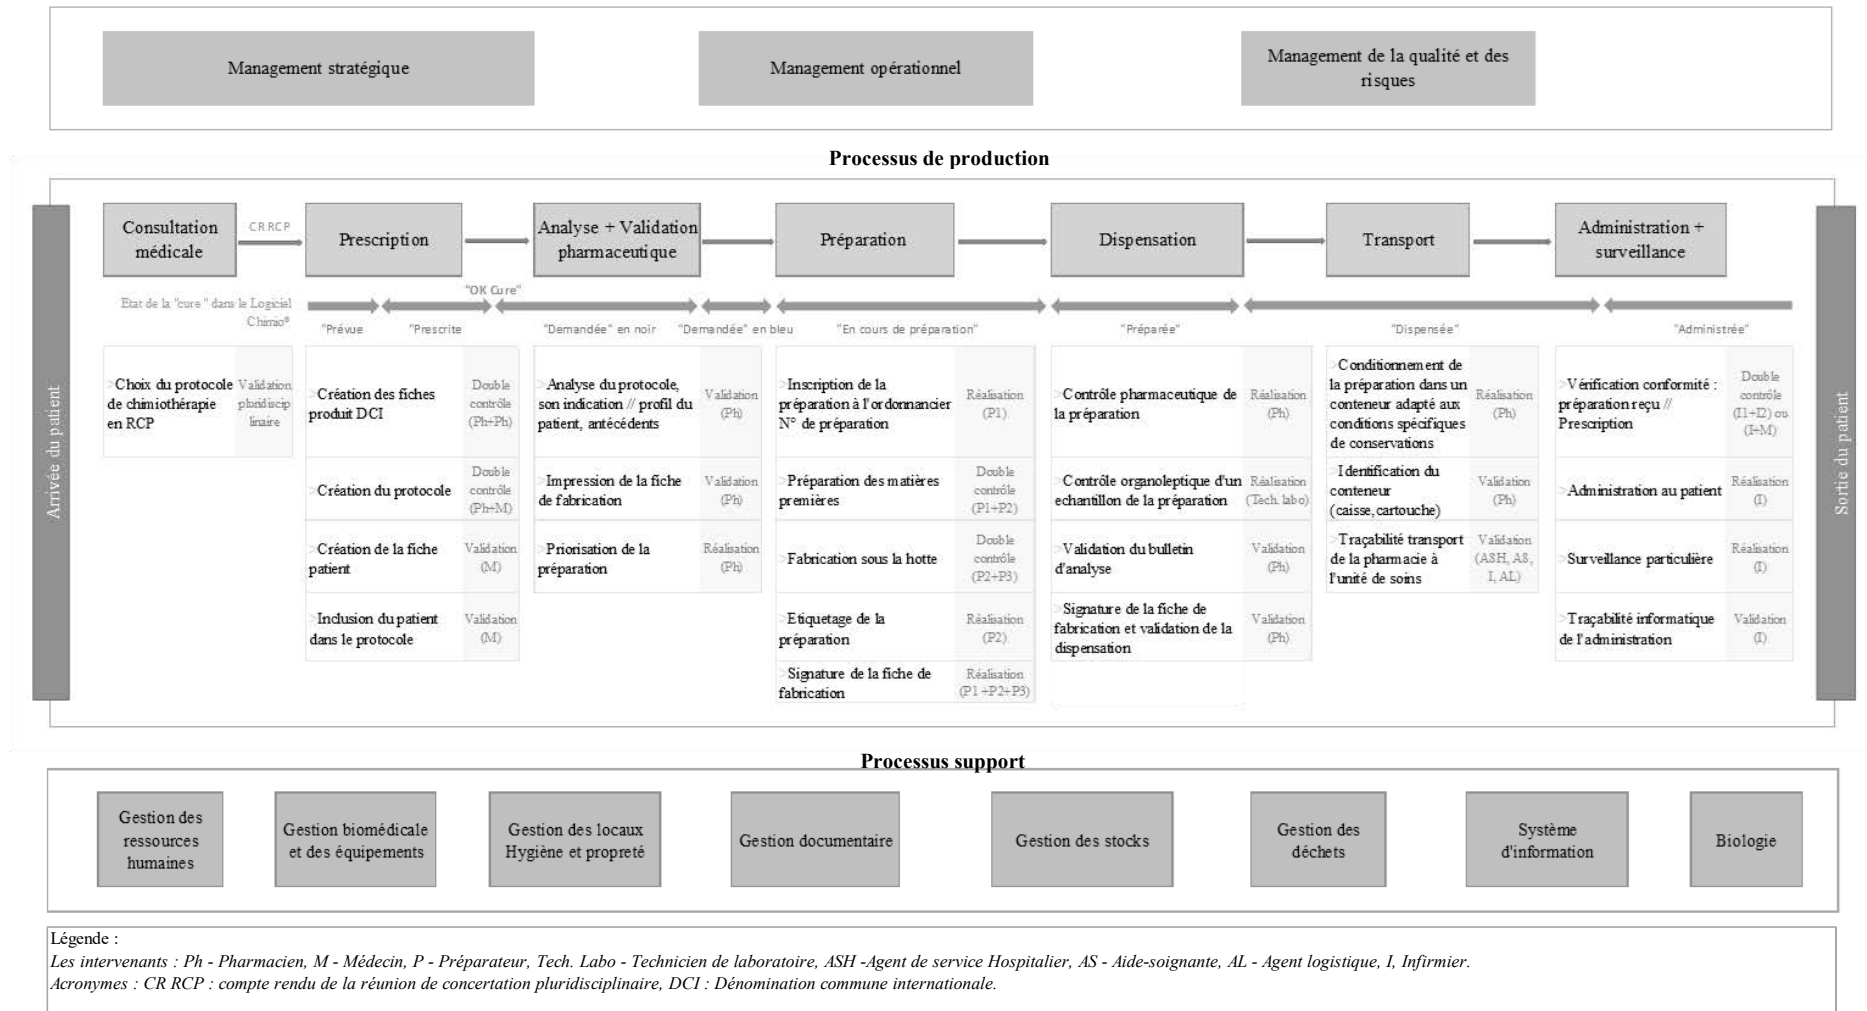 Management stratégique
Management opérationnel
Management de la qualité et des
risques
Processus de production
Arrivée du patient
Consultation
médicale
CR RCP
Prescription
Analyse + Validation
pharmaceutique
Préparation
Dispensation
Transport
Administration +
surveillance
Sortie du patient
Etat de la "cure " dans le Logiciel
Chimio®
"OK Cure"
"Prévue
"Prescrite
"Demandée" en noir
"Demandée" en bleu
"En cours de préparation"
"Préparée"
"Dispensée"
"Administrée"
>Choix du protocole
de chimiothérapie
en RCP
Validation
pluridiscip
linaire
>Création des fiches
produit DCI
Double
contrôle
(Ph+Ph)
>Création du protocole
Double
contrôle
(Ph+M)
>Création de la fiche
patient
Validation
(M)
>Inclusion du patient
dans le protocole
Validation
(M)
>Analyse du protocole,
son indication // profil du
patient, antécédents
Validation
(Ph)
>Impression de la fiche
de fabrication
Validation
(Ph)
>Priorisation de la
préparation
Réalisation
(Ph)
>Inscription de la
préparation à l'ordonnancier
N° de préparation
Réalisation
(P1)
>Préparation des matières
premières
Double
contrôle
(P1+P2)
>Fabrication sous la hotte
Double
contrôle
(P2+P3)
>Etiquetage de la
préparation
Réalisation
(P2)
>Signature de la fiche de
fabrication
Réalisation
(P1+P2+P3)
>Contrôle pharmaceutique de
la préparation
Réalisation
(Ph)
>Contrôle organoleptique d'un
echantillon de la préparation
Réalisation
(Tech. labo)
>Validation du bulletin
d'analyse
Validation
(Ph)
>Signature de la fiche de
fabrication et validation de la
dispensation
Validation
(Ph)
>Conditionnement de
la préparation dans un
conteneur adapté aux
conditions spécifiques
de conservations
Réalisation
(Ph)
>Identification du
conteneur
(caisse,cartouche)
Validation
(Ph)
>Traçabilité transport
de la pharmacie à
l'unité de soins
Validation
(ASH, AS,
I, AL)
>Vérification conformité :
préparation reçu //
Prescription
Double
contrôle
(I1+I2) ou
(I+M)
>Administration au patient
Réalisation
(I)
>Surveillance particulière
Réalisation
(I)
>Traçabilité informatique
de l'administration
Validation
(I)
Processus support
Gestion des
ressources
humaines
Gestion biomédicale
et des équipements
Gestion des locaux
Hygiène et propreté
Gestion documentaire
Gestion des stocks
Gestion des
déchets
Système
d'information
Biologie
Légende :
Les intervenants : Ph - Pharmacien, M - Médecin, P - Préparateur, Tech. Labo - Technicien de laboratoire, ASH -Agent de service Hospitalier, AS - Aide-soignante, AL - Agent logistique, I, Infirmier.
Acronymes : CR RCP : compte rendu de la réunion de concertation pluridisciplinaire, DCI : Dénomination commune internationale.